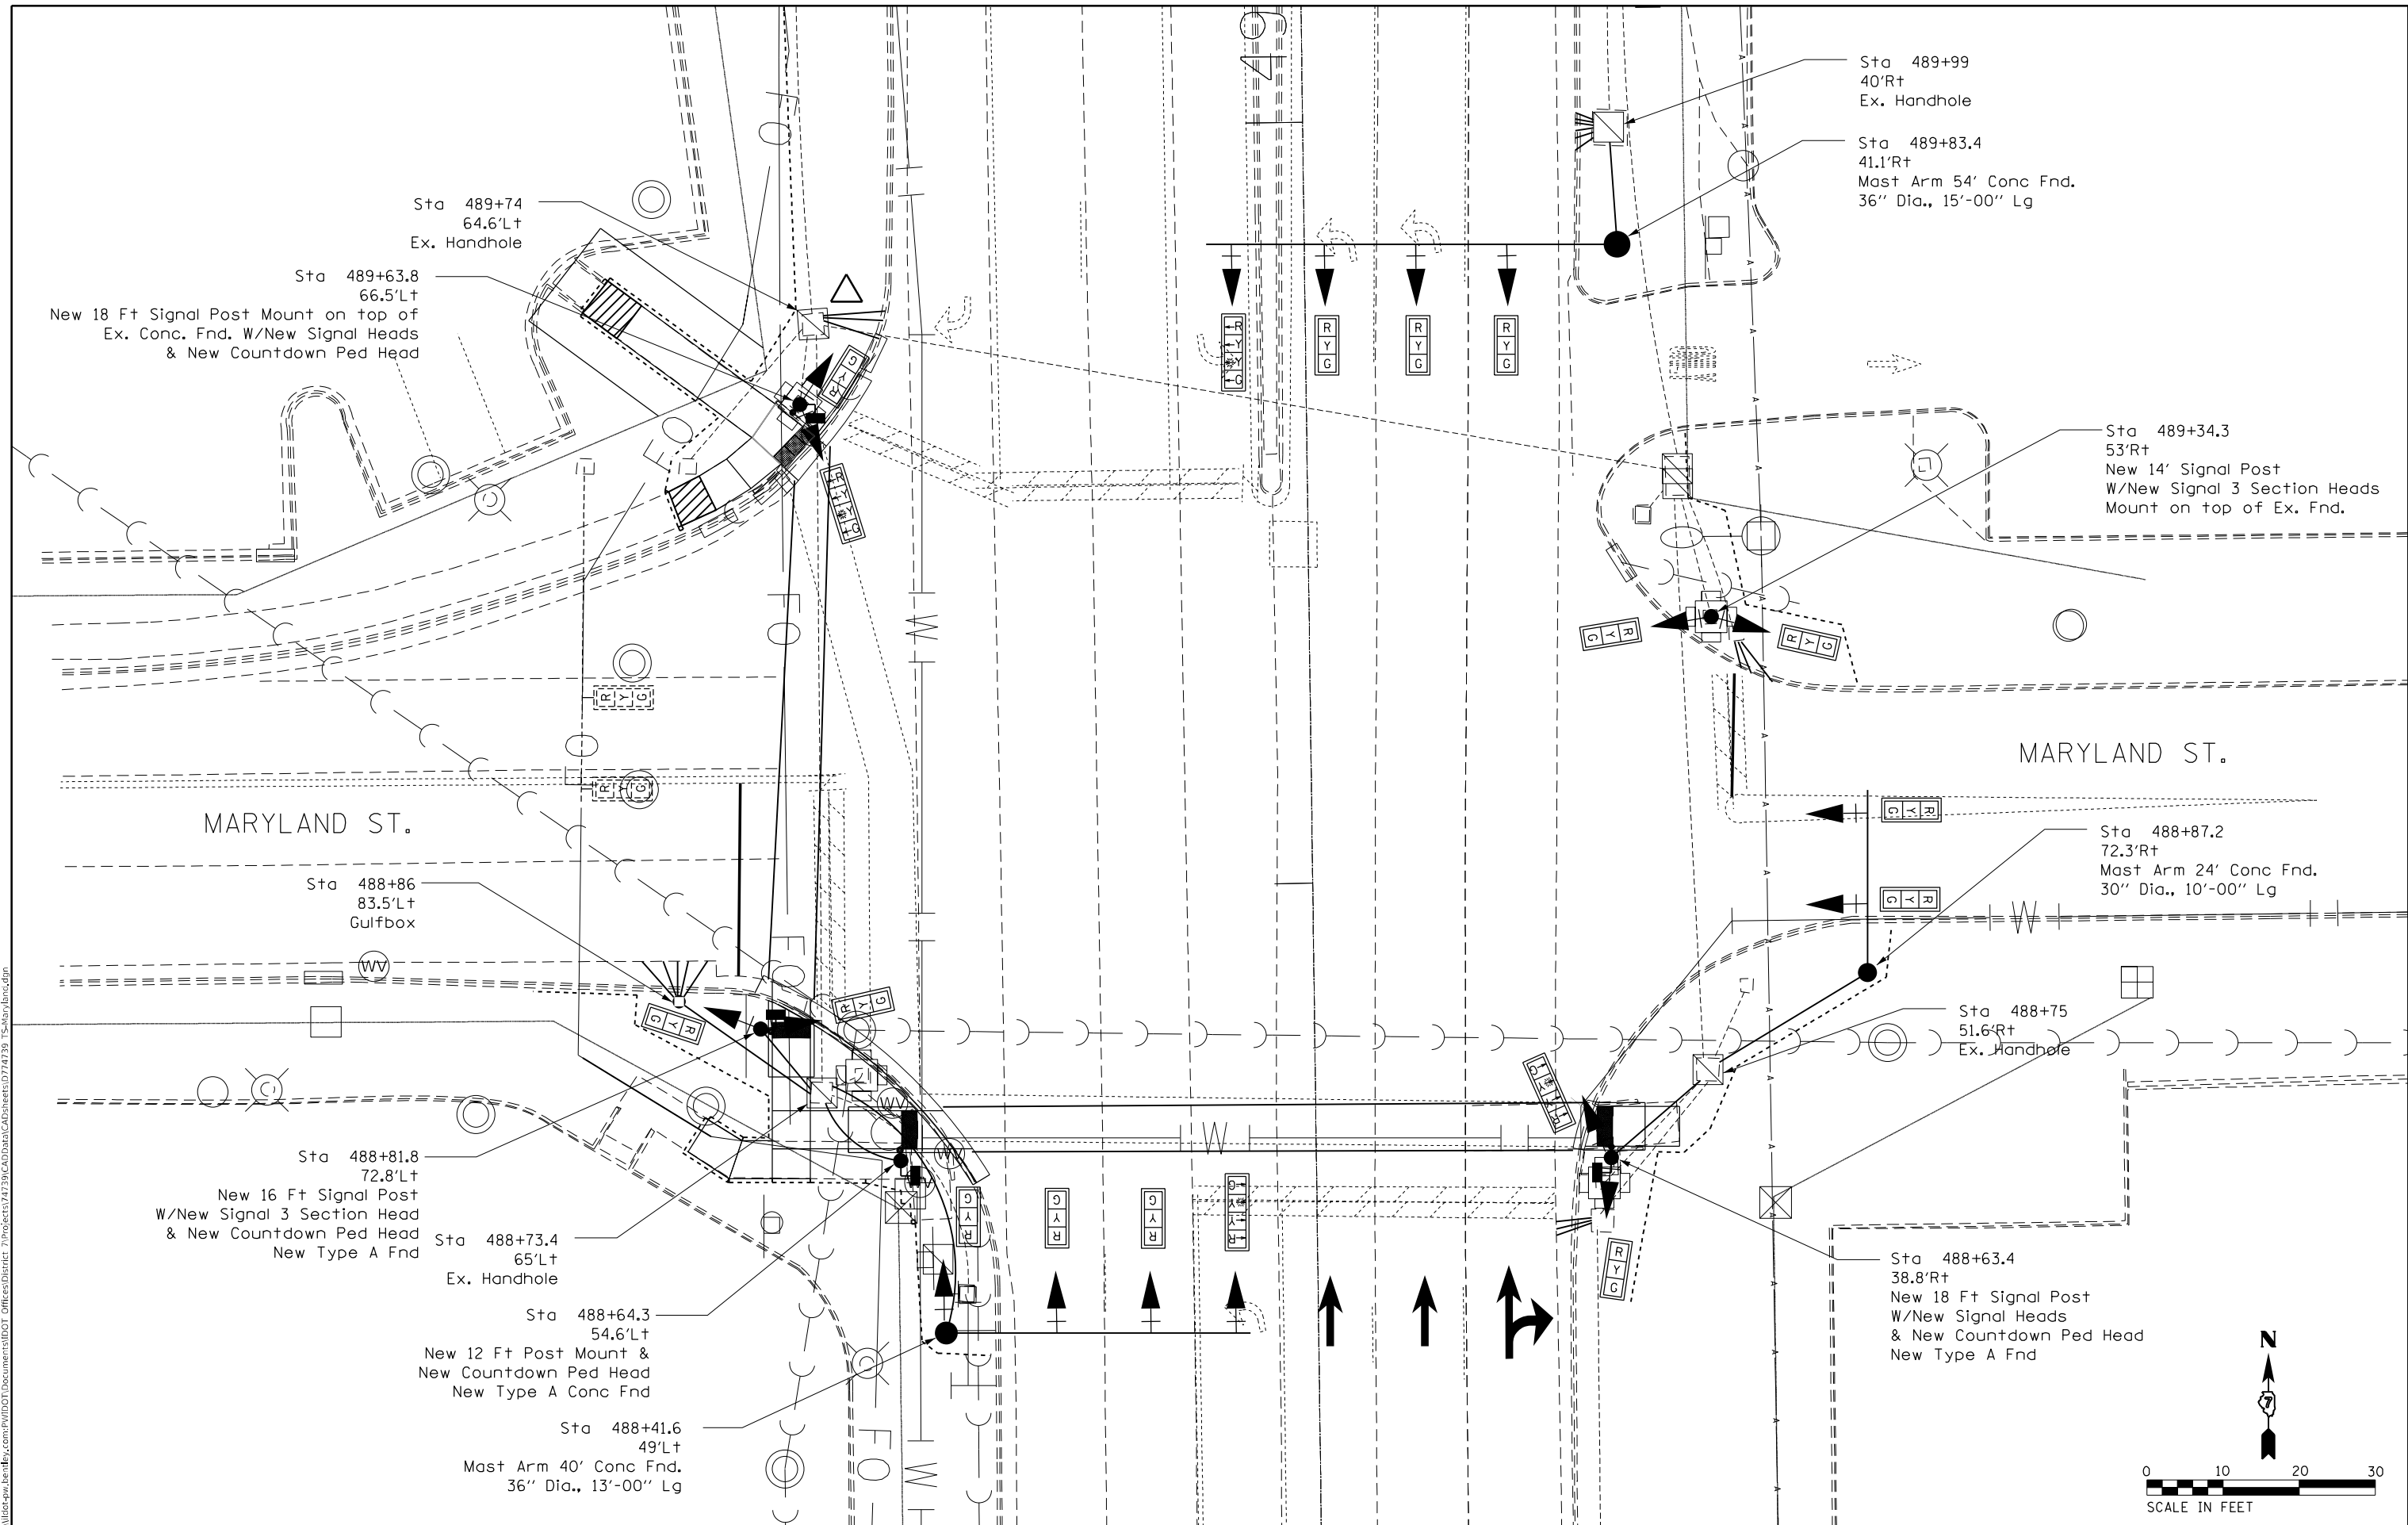 Sta 489+99
40'Rt
Ex. Handhole
Sta 489+83.4
41.1'Rt
Mast Arm 54' Conc Fnd.
36'' Dia., 15'-00'' Lg
Sta 489+74
64.6'Lt
Ex. Handhole
Sta 489+63.8
66.5'Lt
New 18 Ft Signal Post Mount on top of
Ex. Conc. Fnd. W/New Signal Heads
& New Countdown Ped Head
Sta 489+34.3
53'Rt
New 14' Signal Post
W/New Signal 3 Section Heads
Mount on top of Ex. Fnd.
MARYLAND ST.
MARYLAND ST.
Sta 488+87.2
72.3'Rt
Mast Arm 24' Conc Fnd.
30'' Dia., 10'-00'' Lg
Sta 488+86
83.5'Lt
Gulfbox
Sta 488+75
51.6'Rt
Ex. Handhole
Sta 488+81.8
72.8'Lt
New 16 Ft Signal Post
W/New Signal 3 Section Head
& New Countdown Ped Head
New Type A Fnd
Sta 488+73.4
65'Lt
Ex. Handhole
Sta 488+64.3
54.6'Lt
New 12 Ft Post Mount &
New Countdown Ped Head
New Type A Conc Fnd
Sta 488+41.6
49'Lt
Mast Arm 40' Conc Fnd.
36'' Dia., 13'-00'' Lg
Sta 488+63.4
38.8'Rt
New 18 Ft Signal Post
W/New Signal Heads
& New Countdown Ped Head
New Type A Fnd
N
7
0 10 20 30
SCALE IN FEET
R
Y
G
R
Y
G
R
Y
G
R
Y
Y
G
WV
W
W
W
W
FO